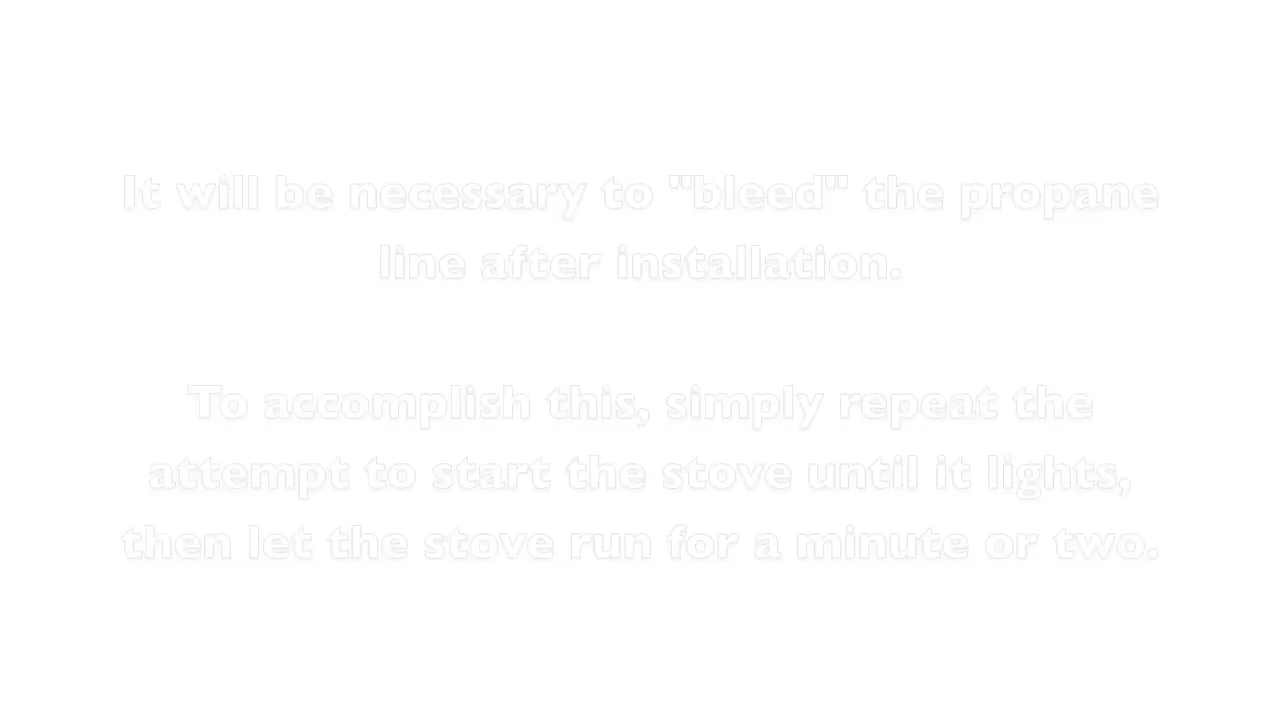 It will be necessary to "bleed" the propane
line after installation.
To accomplish this, simply repeat the
attempt to start the stove until it lights,
then let the stove run for a minute or two.